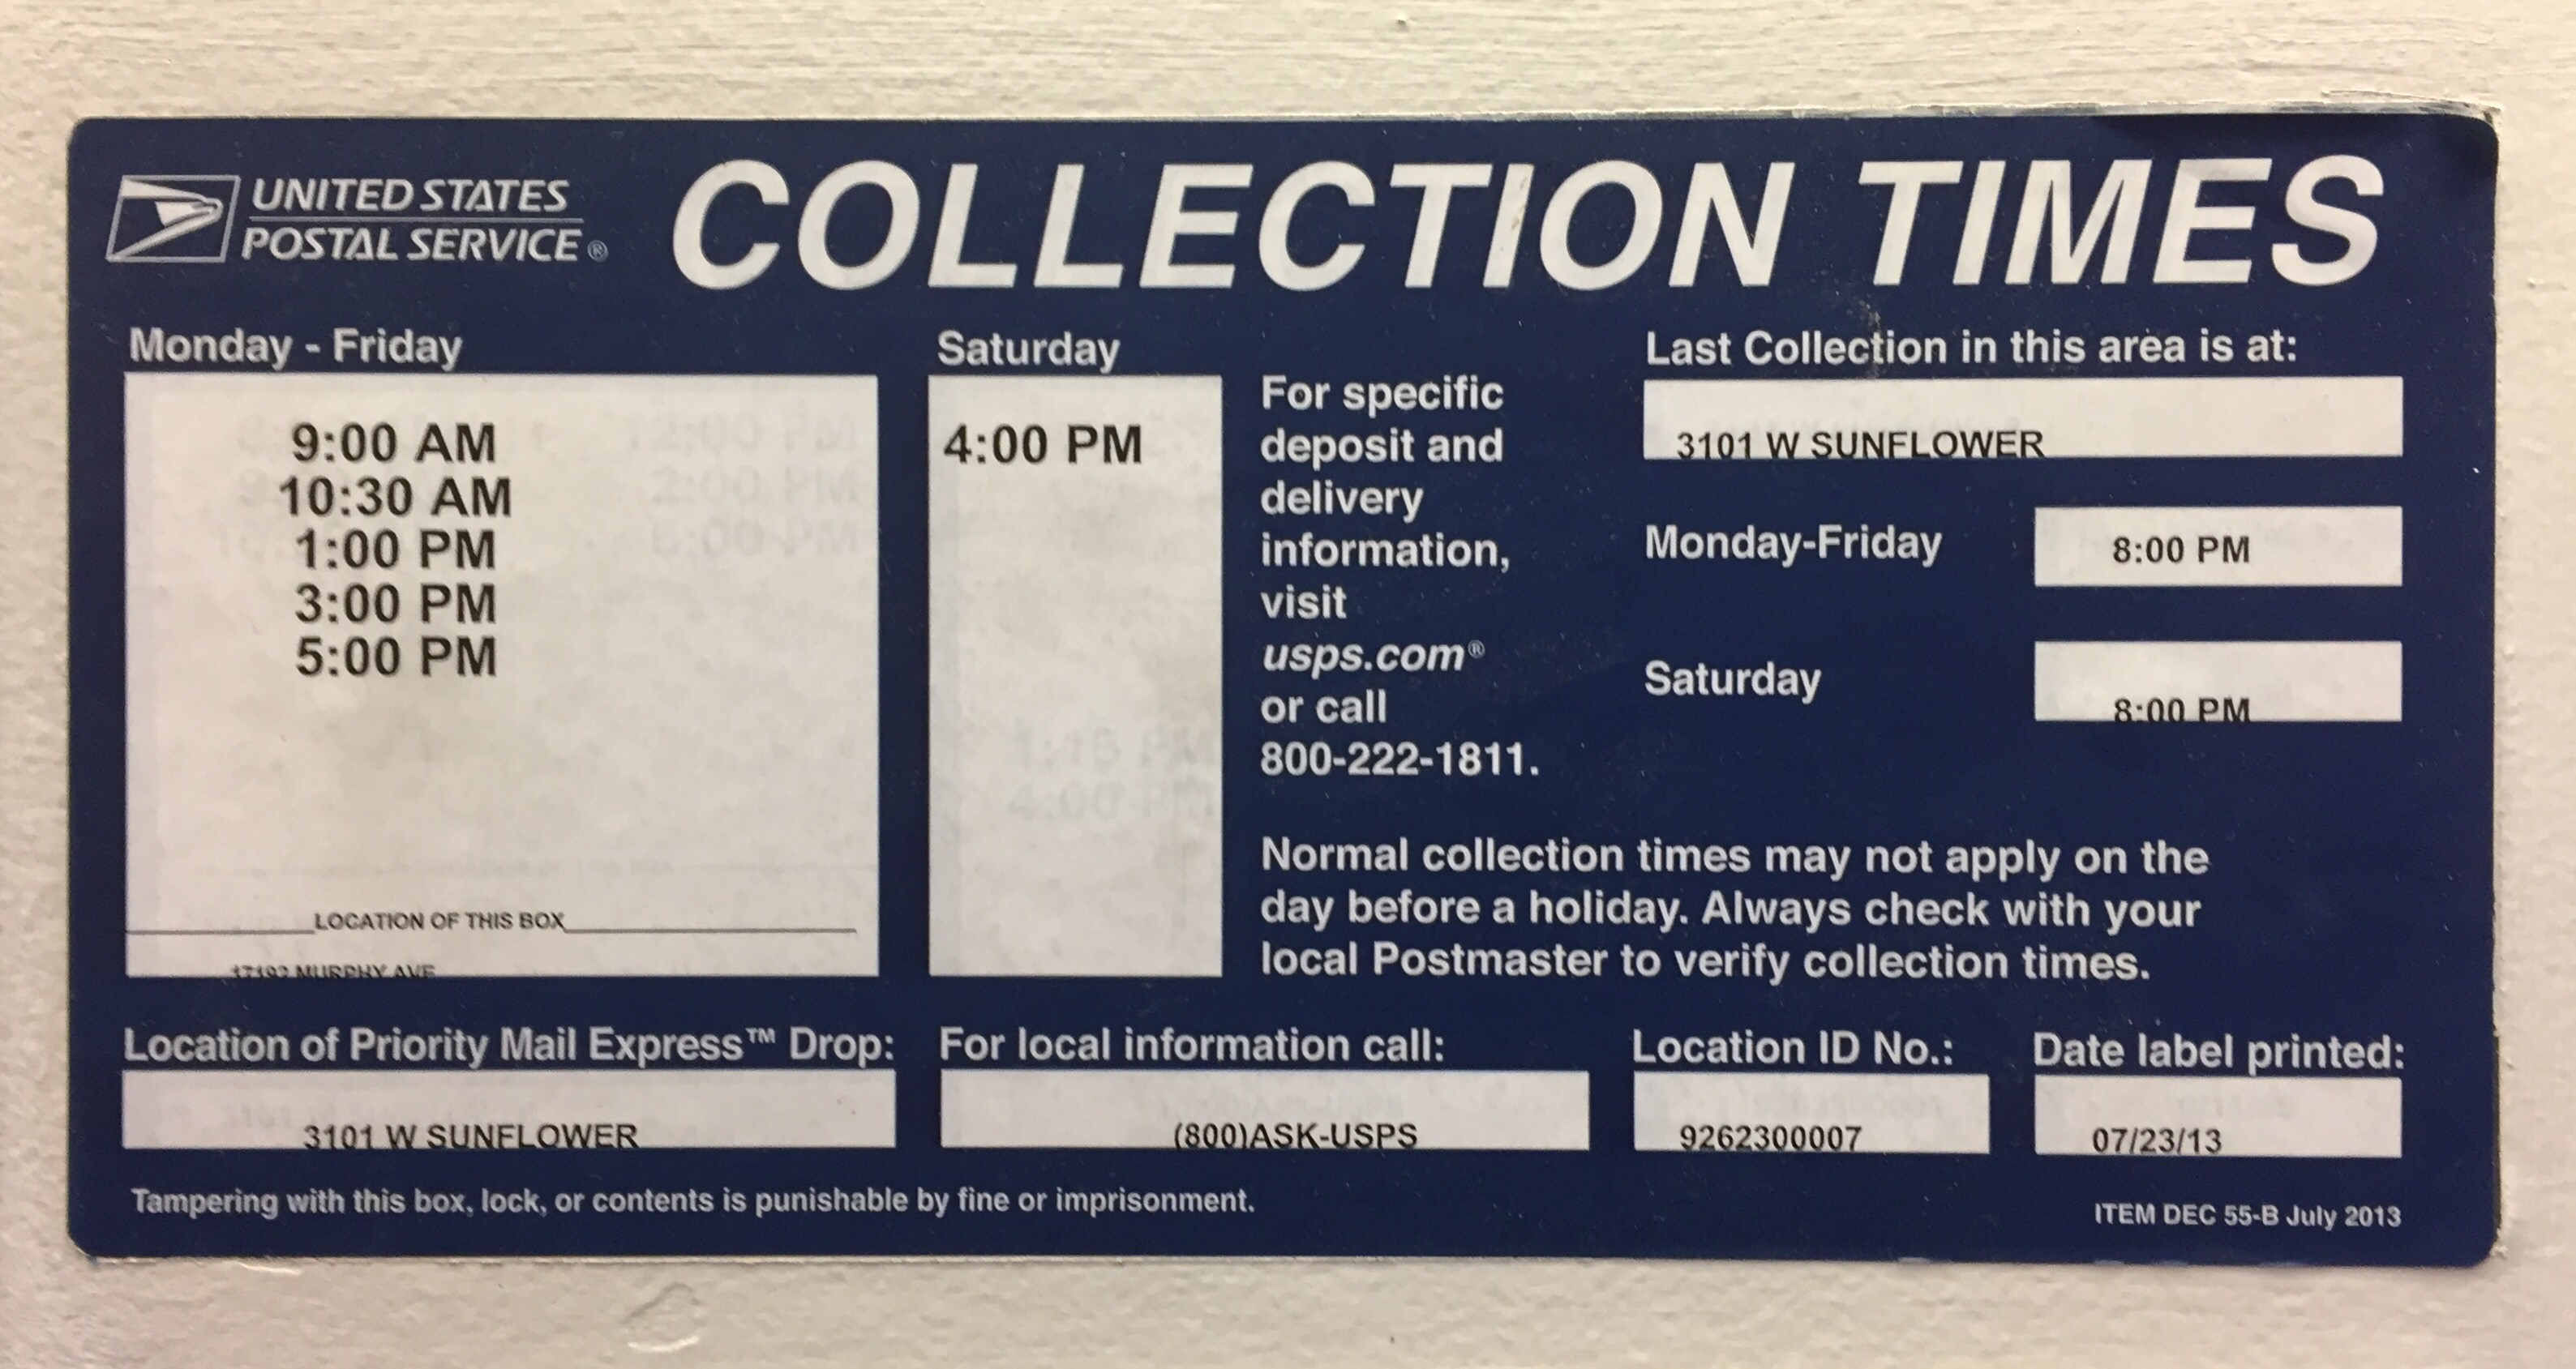 UNITED STATES
POSTAL SERVICE®
COLLECTION TIMES
Monday - Friday
9:00 AM
10:30 AM
1:00 PM
3:00 PM
5:00 PM
LOCATION OF THIS BOX
17192 MURPHY AVE
Saturday
4:00 PM
For specific
deposit and
delivery
information,
visit
usps.com®
or call
800-222-1811.
Last Collection in this area is at:
3101 W SUNFLOWER
Monday-Friday
8:00 PM
Saturday
8:00 PM
Normal collection times may not apply on the
day before a holiday. Always check with your
local Postmaster to verify collection times.
Location of Priority Mail Express™ Drop:
3101 W SUNFLOWER
For local information call:
(800)ASK-USPS
Location ID No.:
9262300007
Date label printed:
07/23/13
Tampering with this box, lock, or contents is punishable by fine or imprisonment.
ITEM DEC 55-B July 2013